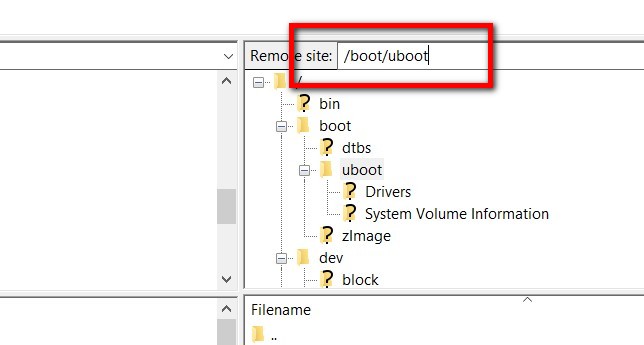 Remote site: /boot/uboot
/
bin
boot
dtbs
uboot
Drivers
System Volume Information
zImage
dev
block
Filename
..